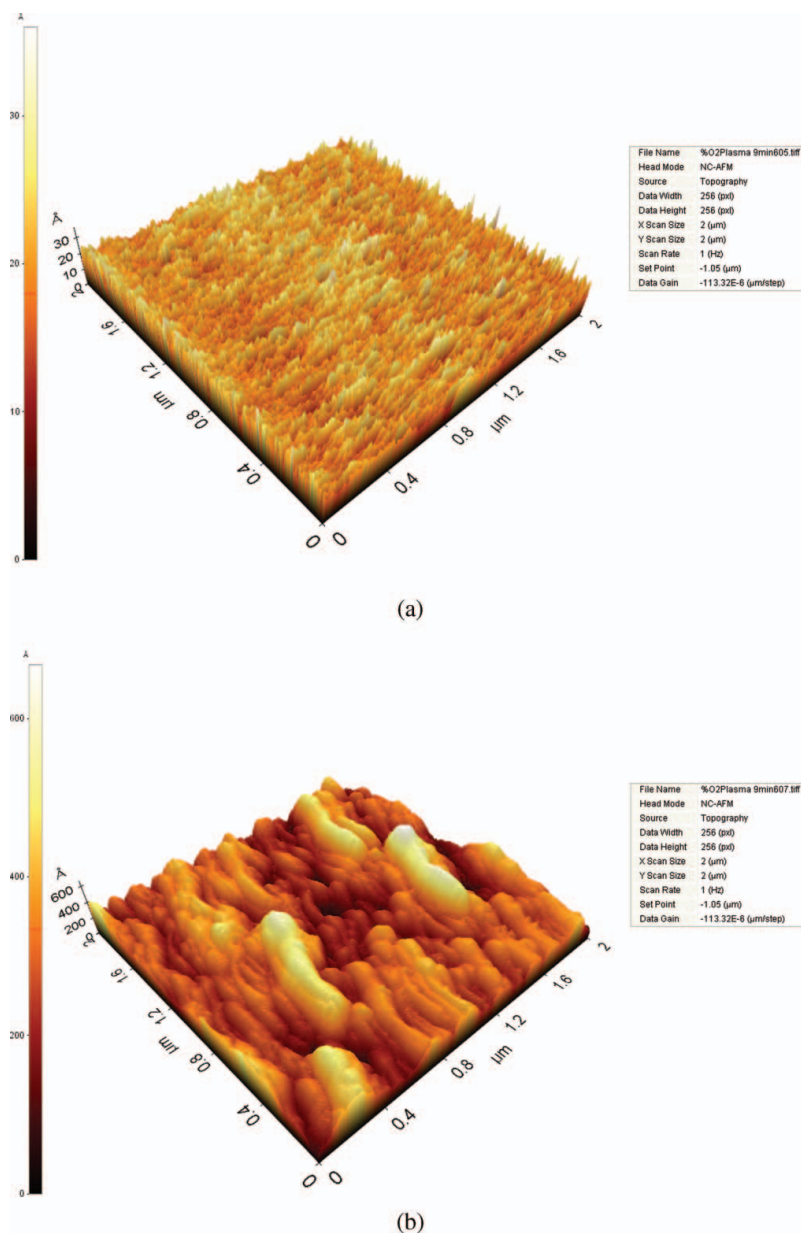 Å
30
20
10
0
Å
30
20
10
0
2
1.6
1.2
0.8
0.4
0
µm
0
0.4
0.8
1.2
1.6
2
µm
File Name %O2Plasma 9min605.tiff
Head Mode NC-AFM
Source Topography
Data Width 256 (pxl)
Data Height 256 (pxl)
X Scan Size 2 (µm)
Y Scan Size 2 (µm)
Scan Rate 1 (Hz)
Set Point -1.05 (µm)
Data Gain -113.32E-6 (µm/step)
(a)
Å
600
400
200
0
Å
600
400
200
2
1.6
1.2
0.8
0.4
0
µm
0
0.4
0.8
1.2
1.6
2
µm
File Name %O2Plasma 9min607.tiff
Head Mode NC-AFM
Source Topography
Data Width 256 (pxl)
Data Height 256 (pxl)
X Scan Size 2 (µm)
Y Scan Size 2 (µm)
Scan Rate 1 (Hz)
Set Point -1.05 (µm)
Data Gain -113.32E-6 (µm/step)
(b)